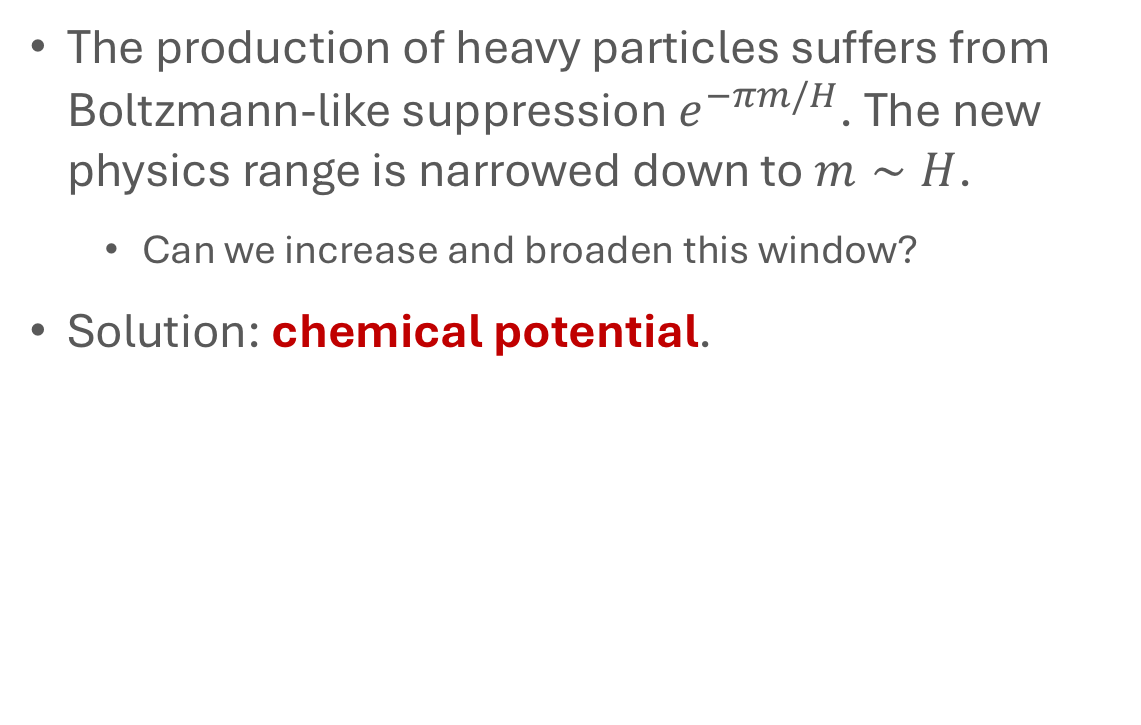 • The production of heavy particles suffers from
Boltzmann-like suppression 𝑒^{−𝜋𝑚/𝐻}. The new
physics range is narrowed down to 𝑚 ~ 𝐻.
• Can we increase and broaden this window?
• Solution: chemical potential.